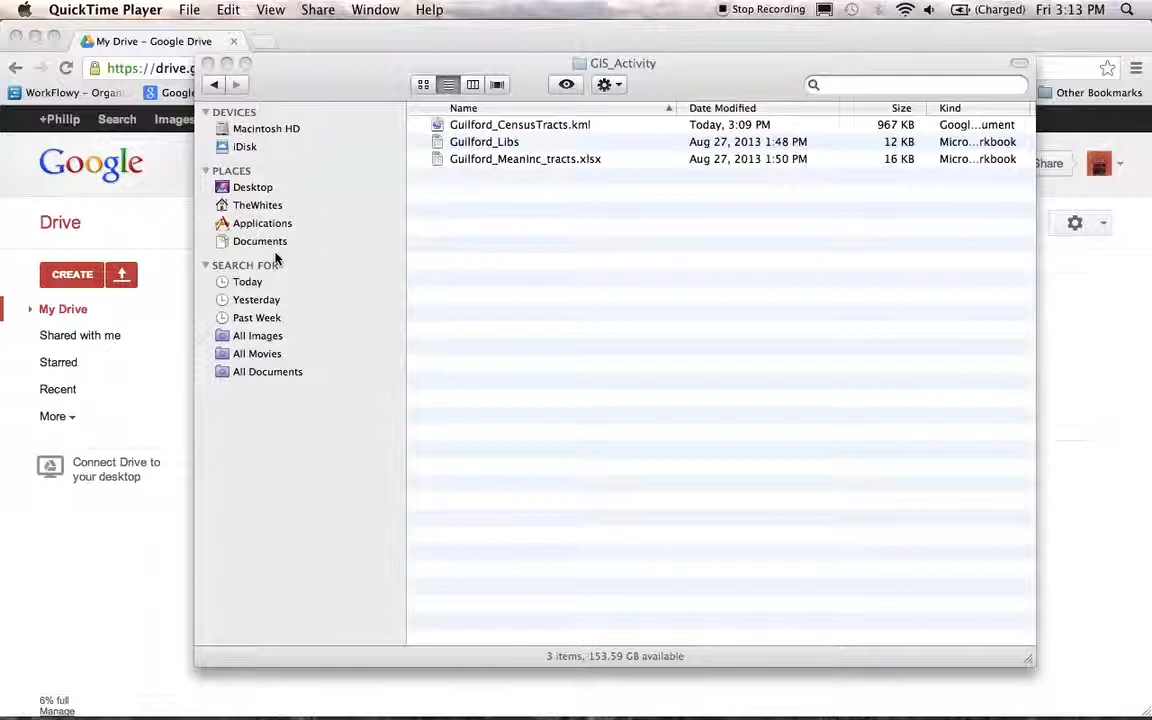 QuickTime Player File Edit View Share Window Help Stop Recording (Charged) Fri 3:13 PM
My Drive – Google Drive
https://drive.g
WorkFlowy – Organ Google Other Bookmarks
+Philip Search Images
GIS_Activity
Google
Share
Drive
CREATE
My Drive
Shared with me
Starred
Recent
More
Connect Drive to
your desktop
6% full
Manage
DEVICES
Macintosh HD
iDisk
PLACES
Desktop
TheWhites
Applications
Documents
SEARCH FOR
Today
Yesterday
Past Week
All Images
All Movies
All Documents
Name Date Modified Size Kind
Guilford_CensusTracts.kml Today, 3:09 PM 967 KB Googl...ument
Guilford_Libs Aug 27, 2013 1:48 PM 12 KB Micro...rkbook
Guilford_MeanInc_tracts.xlsx Aug 27, 2013 1:50 PM 16 KB Micro...rkbook
3 items, 153.59 GB available